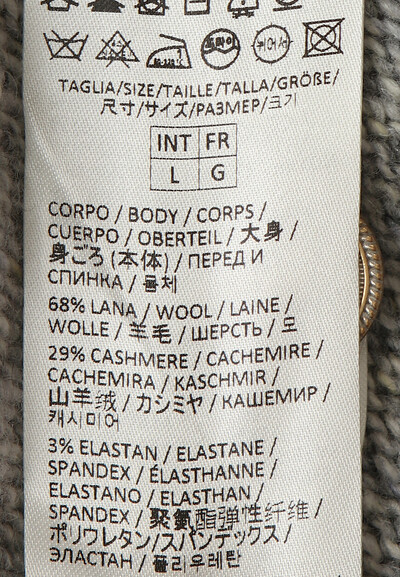 TAGLIA/SIZE/TAILLE/TALLA/GRÖßE/
尺寸/サイズ/РАЗМЕР/크기
INT FR
L G
CORPO / BODY / CORPS /
CUERPO / OBERTEIL / 大身 /
身ごろ (本体) / ПЕРЕД И
СПИНКА / 몸체
68% LANA / WOOL / LAINE /
WOLLE / 羊毛 / ШЕРСТЬ / 모
29% CASHMERE / CACHEMIRE /
CACHEMIRA / KASCHMIR /
山羊绒 / カシミヤ / КАШЕМИР /
캐시미어
3% ELASTAN / ELASTANE /
SPANDEX / ÉLASTHANNE /
ELASTANO / ELASTHAN /
SPANDEX / 聚氨酯弹性纤维 /
ポリウレタン/スパンデックス /
ЭЛАСТАН / 폴리우레탄